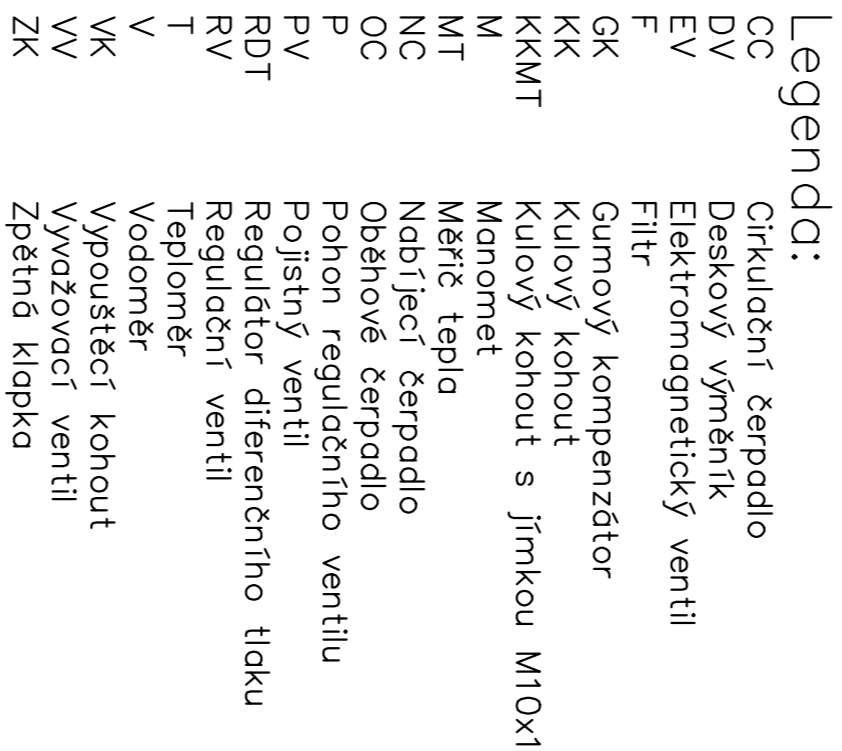 Legenda:
CC Cirkulační čerpadlo
DV Deskový výměník
EV Elektromagnetický ventil
F Filtr
GK Gumový kompenzátor
KK Kulový kohout
KKMT Kulový kohout s jímkou M10x1
M Manomet
MT Měřič tepla
NC Nabíjecí čerpadlo
OC Oběhové čerpadlo
P Pohon regulačního ventilu
PV Pojistný ventil
RDT Regulátor diferenčního tlaku
RV Regulační ventil
T Teploměr
V Vodoměr
VK Vypouštěcí kohout
VV Vyvažovací ventil
ZK Zpětná klapka